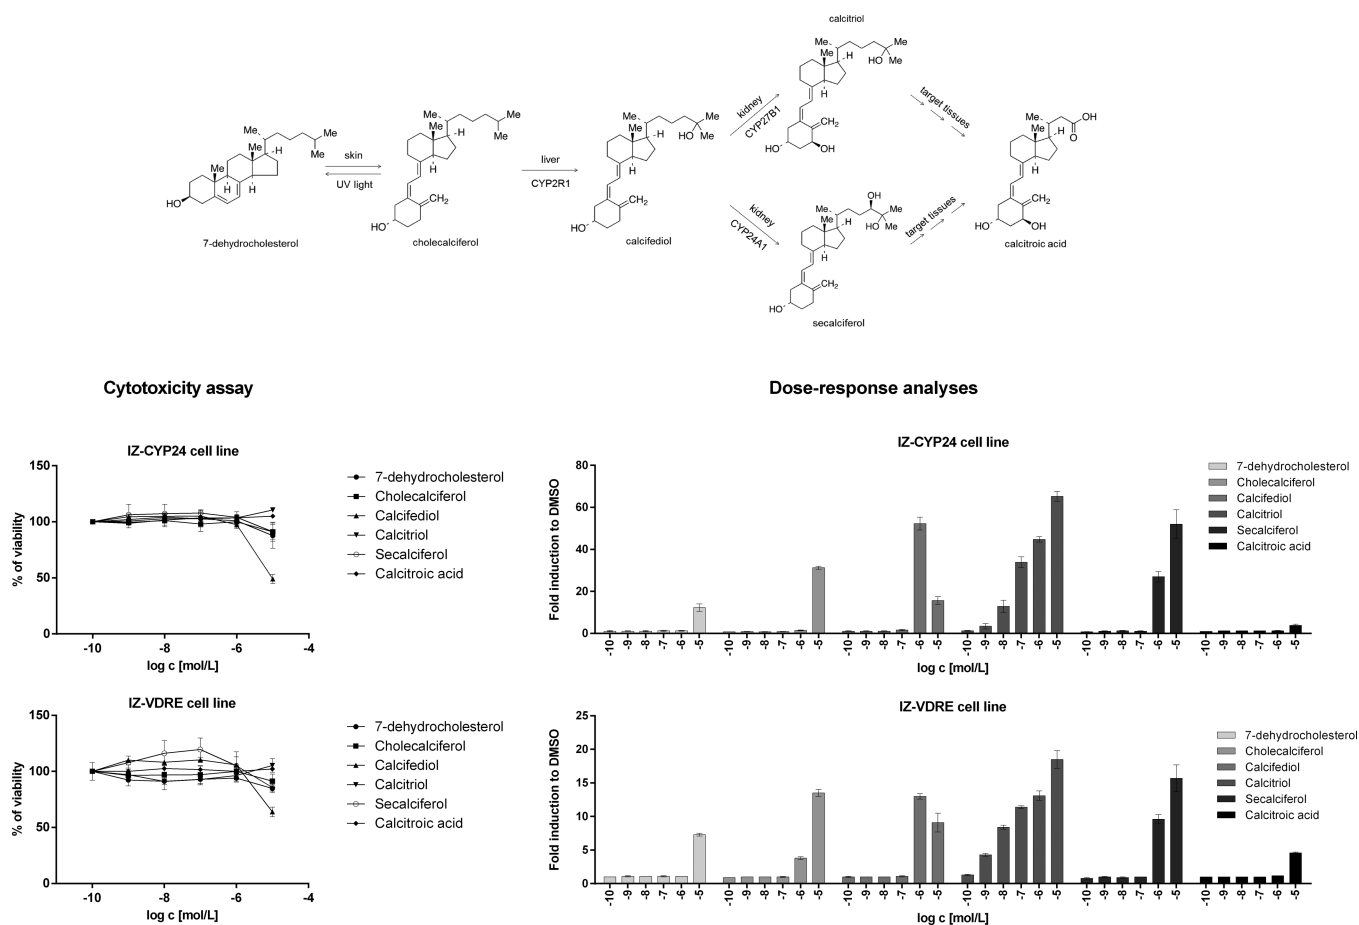 calcitriol
Me
Me
H
Me
HO
Me
H
CH2
HO
OH
kidney
CYP27B1
target tissues
Me
Me
H
O
OH
H
CH2
HO
OH
calcitroic acid
Me
Me
Me
H
Me
H
H
HO
7-dehydrocholesterol
skin
UV light
Me
Me
Me
H
Me
H
CH2
HO
cholecalciferol
liver
CYP2R1
Me
Me
H
Me
HO
Me
H
CH2
HO
calcifediol
kidney
CYP24A1
OH
Me
Me
H
Me
HO
Me
H
CH2
HO
secalciferol
target tissues
Cytotoxicity assay
Dose-response analyses
IZ-CYP24 cell line
150
100
50
0
% of viability
-10
-8
-6
-4
log c [mol/L]
7-dehydrocholesterol
Cholecalciferol
Calcifediol
Calcitriol
Secalciferol
Calcitroic acid
IZ-CYP24 cell line
80
60
40
20
0
Fold induction to DMSO
-10 -9 -8 -7 -6 -5 -10 -9 -8 -7 -6 -5 -10 -9 -8 -7 -6 -5 -10 -9 -8 -7 -6 -5 -10 -9 -8 -7 -6 -5 -10 -9 -8 -7 -6 -5
log c [mol/L]
7-dehydrocholesterol
Cholecalciferol
Calcifediol
Calcitriol
Secalciferol
Calcitroic acid
IZ-VDRE cell line
150
100
50
0
% of viability
-10
-8
-6
-4
log c [mol/L]
7-dehydrocholesterol
Cholecalciferol
Calcifediol
Calcitriol
Secalciferol
Calcitroic acid
IZ-VDRE cell line
25
20
15
10
5
0
Fold induction to DMSO
-10 -9 -8 -7 -6 -5 -10 -9 -8 -7 -6 -5 -10 -9 -8 -7 -6 -5 -10 -9 -8 -7 -6 -5 -10 -9 -8 -7 -6 -5 -10 -9 -8 -7 -6 -5
log c [mol/L]
7-dehydrocholesterol
Cholecalciferol
Calcifediol
Calcitriol
Secalciferol
Calcitroic acid